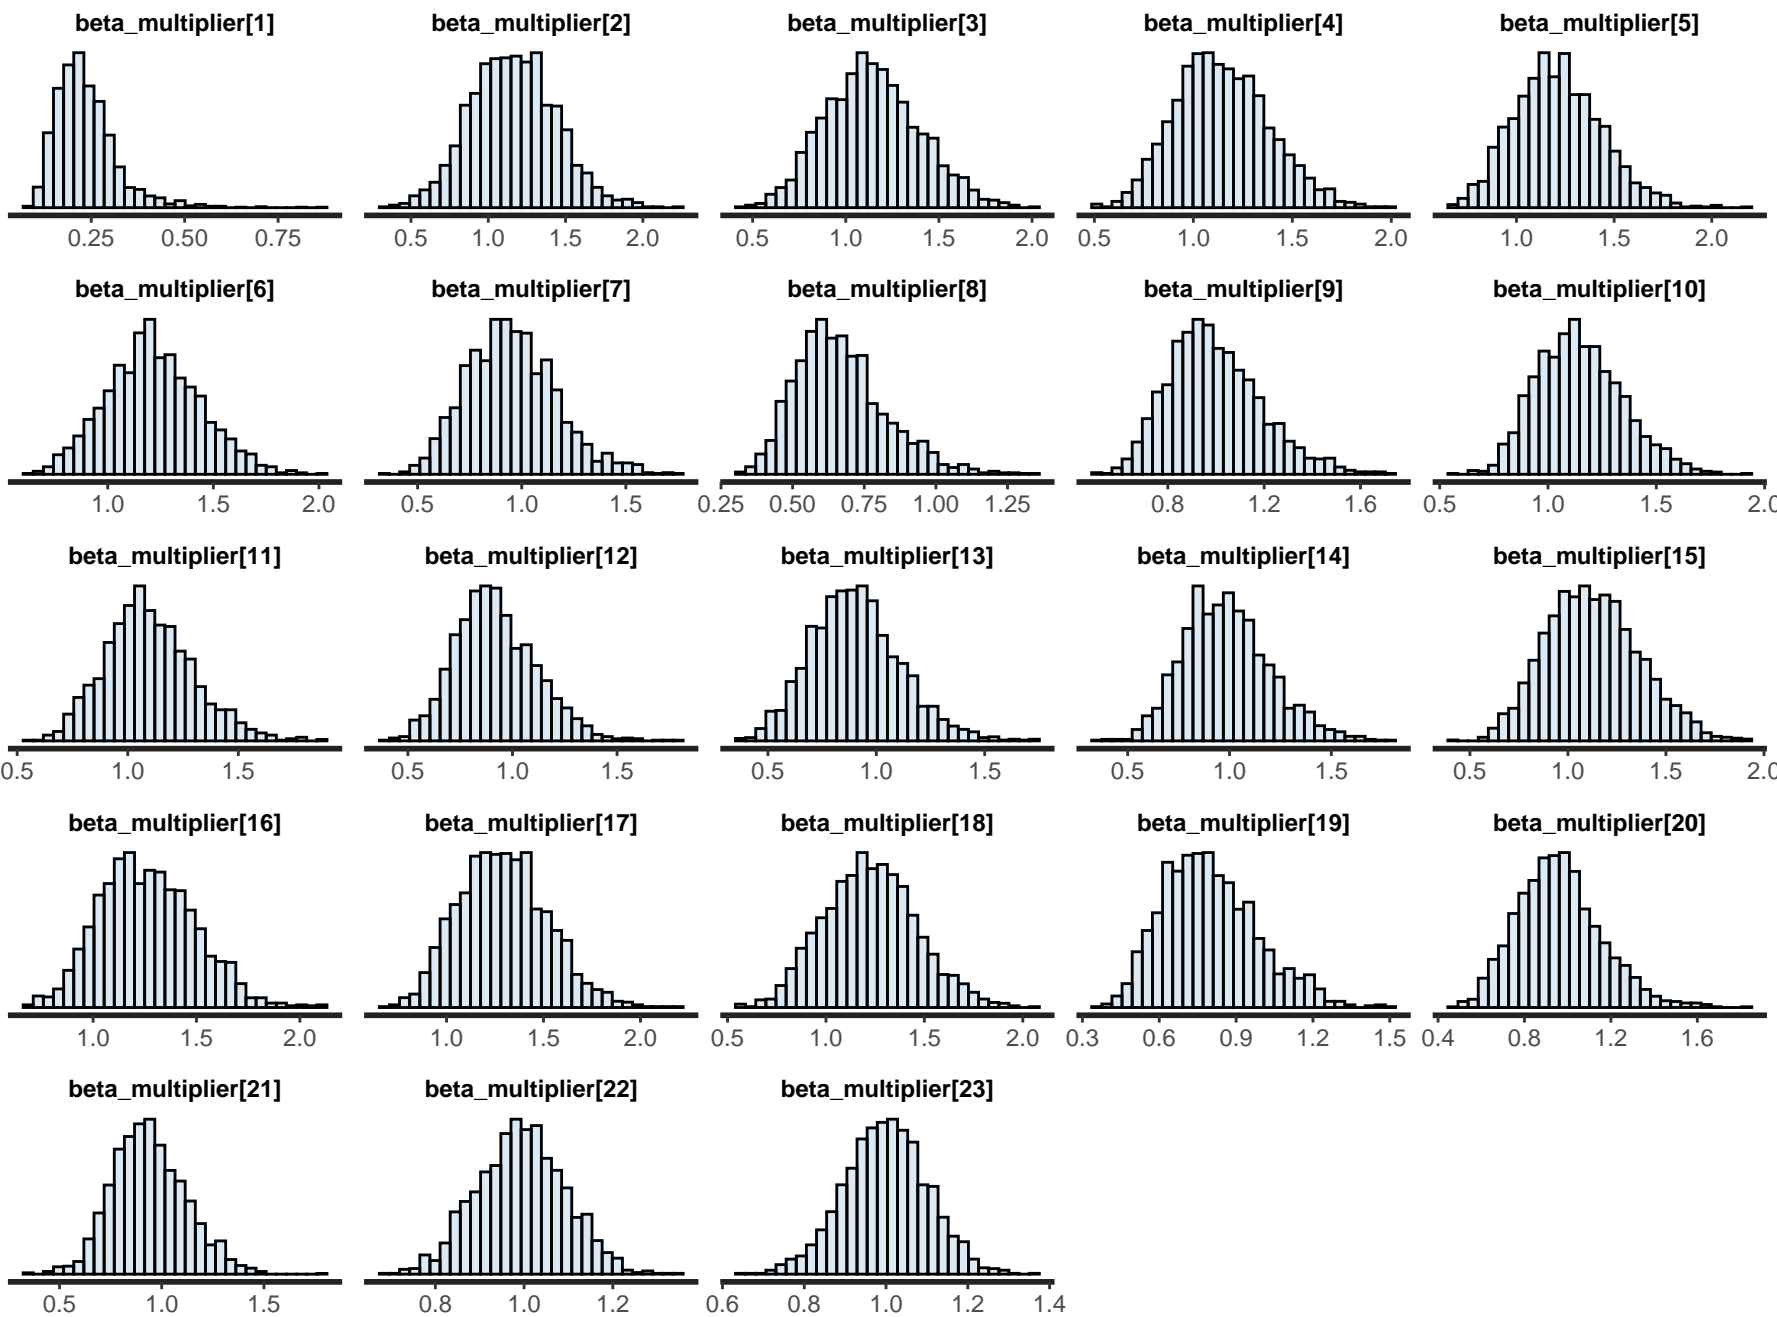 beta_multiplier[1] beta_multiplier[2] beta_multiplier[3] beta_multiplier[4] beta_multiplier[5]
0.25 0.50 0.75 0.5 1.0 1.5 2.0 0.5 1.0 1.5 2.0 0.5 1.0 1.5 2.0 1.0 1.5 2.0
beta_multiplier[6] beta_multiplier[7] beta_multiplier[8] beta_multiplier[9] beta_multiplier[10]
1.0 1.5 2.0 0.5 1.0 1.5 0.25 0.50 0.75 1.00 1.25 0.8 1.2 1.6 0.5 1.0 1.5 2.0
beta_multiplier[11] beta_multiplier[12] beta_multiplier[13] beta_multiplier[14] beta_multiplier[15]
0.5 1.0 1.5 0.5 1.0 1.5 0.5 1.0 1.5 0.5 1.0 1.5 0.5 1.0 1.5 2.0
beta_multiplier[16] beta_multiplier[17] beta_multiplier[18] beta_multiplier[19] beta_multiplier[20]
1.0 1.5 2.0 1.0 1.5 2.0 0.5 1.0 1.5 2.0 0.3 0.6 0.9 1.2 1.5 0.4 0.8 1.2 1.6
beta_multiplier[21] beta_multiplier[22] beta_multiplier[23]
0.5 1.0 1.5 0.8 1.0 1.2 0.6 0.8 1.0 1.2 1.4